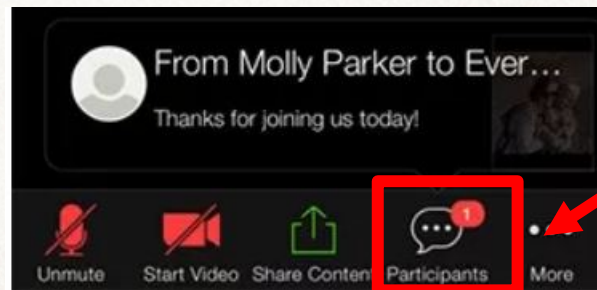 From Molly Parker to Ever...
Thanks for joining us today!
1
Unmute Start Video Share Content Participants More